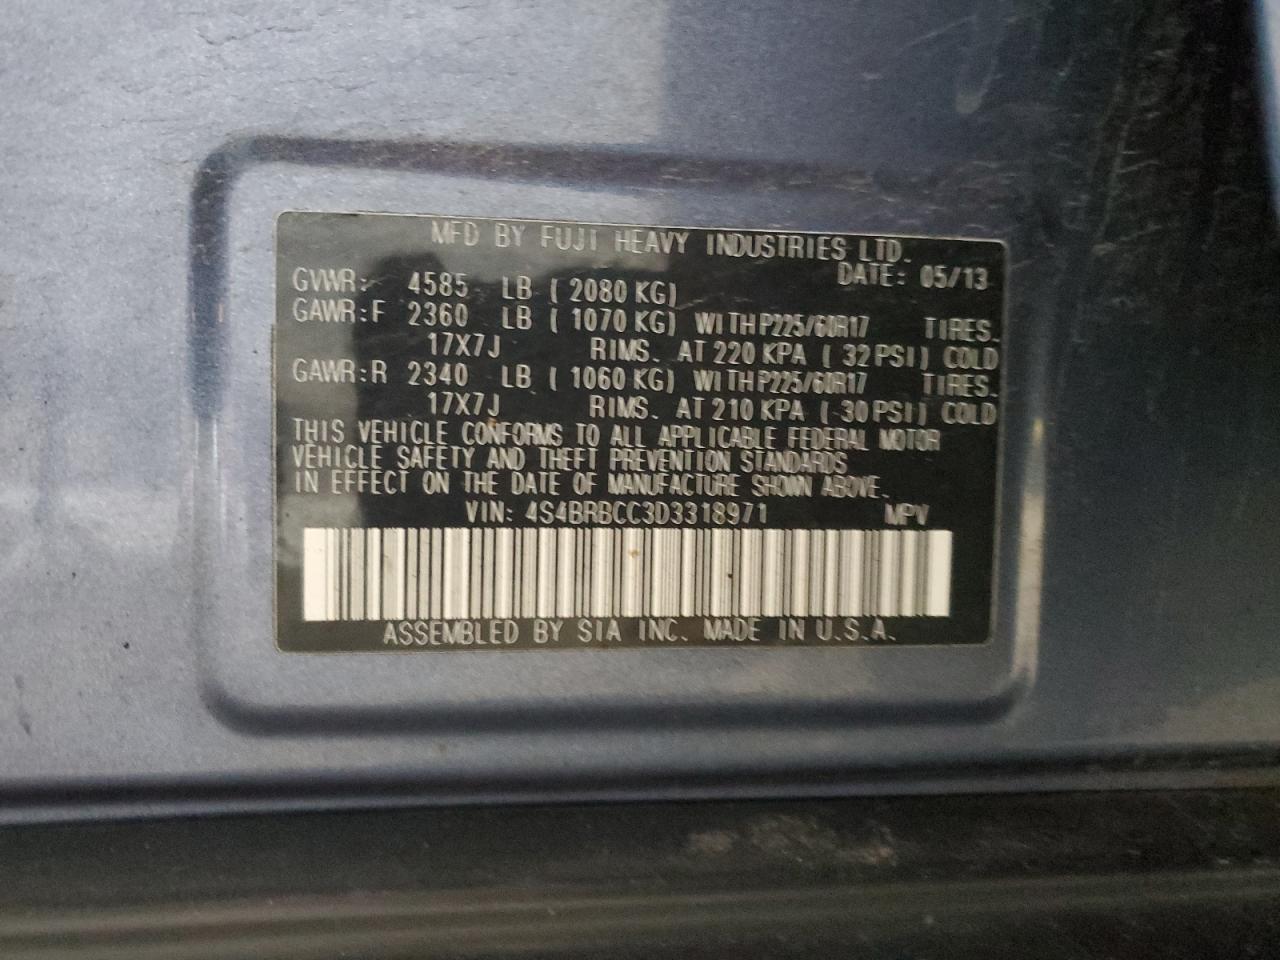 MFD BY FUJI HEAVY INDUSTRIES LTD.
DATE: 05/13
GVWR: 4585 LB ( 2080 KG)
GAWR:F 2360 LB ( 1070 KG) WITH P225/60R17 TIRES.
17X7J RIMS. AT 220 KPA ( 32 PSI) COLD
GAWR:R 2340 LB ( 1060 KG) WITH P225/60R17 TIRES.
17X7J RIMS. AT 210 KPA ( 30 PSI) COLD
THIS VEHICLE CONFORMS TO ALL APPLICABLE FEDERAL MOTOR
VEHICLE SAFETY AND THEFT PREVENTION STANDARDS
IN EFFECT ON THE DATE OF MANUFACTURE SHOWN ABOVE.
VIN: 4S4BRBCC3D3318971 MPV
ASSEMBLED BY SIA INC. MADE IN U.S.A.